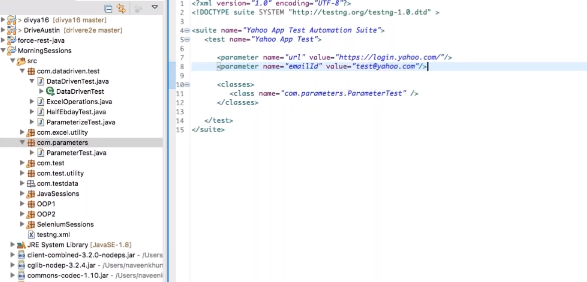 > divya16 [divya16 master]
> DriveAustin [drivere2e master]
force-rest-java
MorningSessions
src
com.datadriven.test
DataDrivenTest.java
DataDrivenTest
ExcelOperations.java
HalfEbayTest.java
ParameterizeTest.java
com.excel.utility
com.parameters
ParameterTest.java
com.test
com.test.utility
com.testdata
JavaSessions
OOP1
OOP2
SeleniumSessions
testng.xml
JRE System Library [JavaSE-1.8]
client-combined-3.2.0-nodeps.jar - /Users
cglib-nodep-3.2.4.jar - /Users/naveenkhun
commons-codec-1.10.jar - /Users/naveen
1 <?xml version="1.0" encoding="UTF-8"?>
2 <!DOCTYPE suite SYSTEM "http://testng.org/testng-1.0.dtd" >
3
4 <suite name="Yahoo App Test Automation Suite">
5 <test name="Yahoo App Test">
6
7 <parameter name="url" value="https://login.yahoo.com/"/>
8 <parameter name="emailId" value="test@yahoo.com"/>
9
10 <classes>
11 <class name="com.parameters.ParameterTest" />
12 </classes>
13
14 </test>
15 </suite>